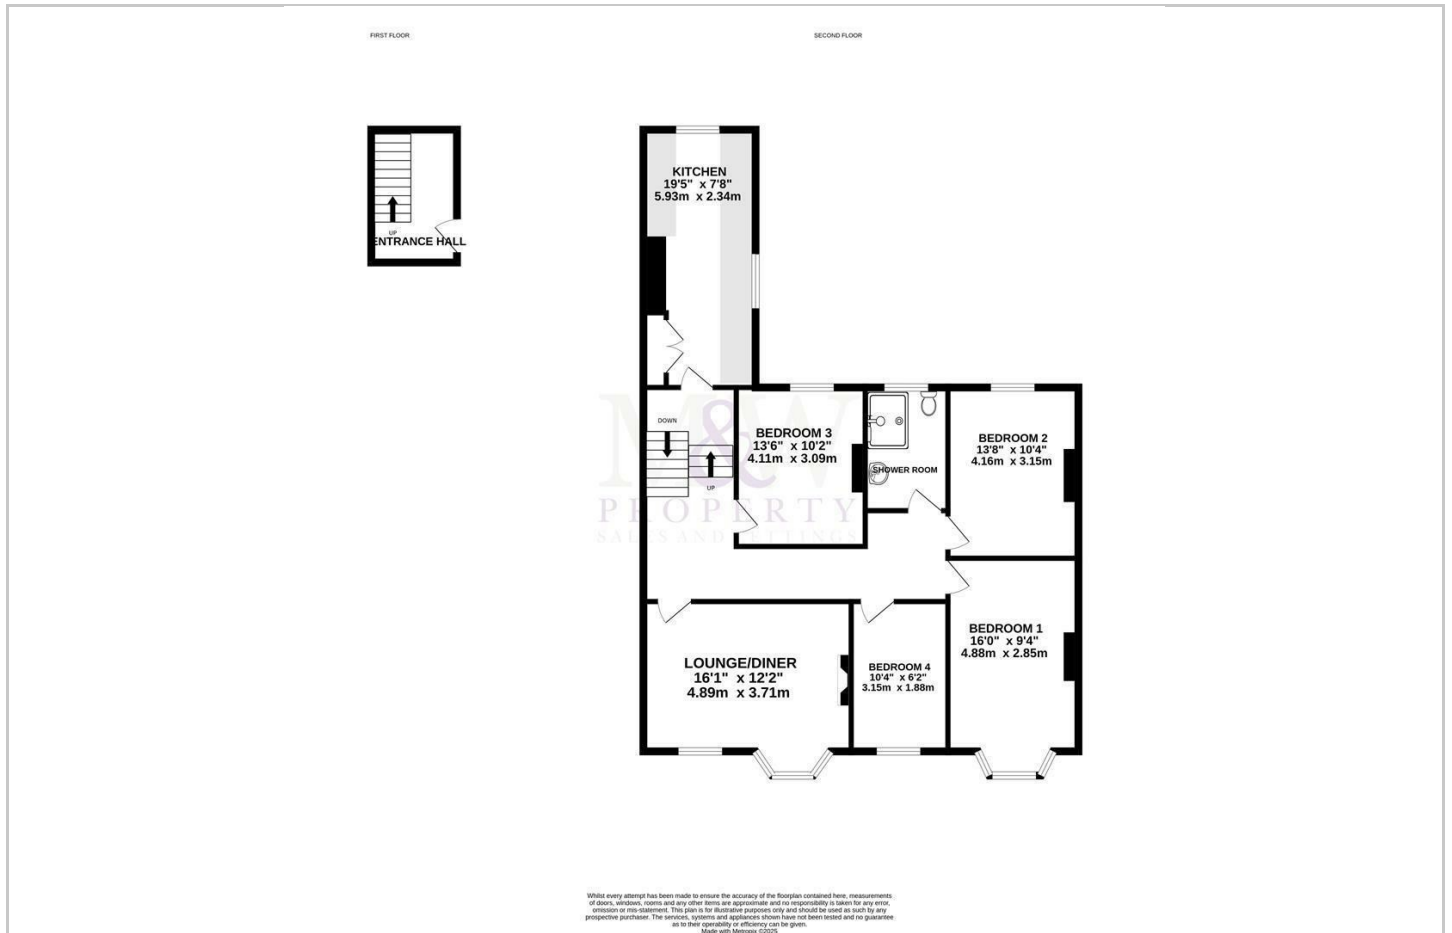 FIRST FLOOR
SECOND FLOOR
UP
ENTRANCE HALL
KITCHEN
19'5" x 7'8"
5.93m x 2.34m
DOWN
UP
BEDROOM 3
13'6" x 10'2"
4.11m x 3.09m
SHOWER ROOM
BEDROOM 2
13'8" x 10'4"
4.16m x 3.15m
M&W
PROPERTY
SALES AND LETTINGS
LOUNGE/DINER
16'1" x 12'2"
4.89m x 3.71m
BEDROOM 4
10'4" x 6'2"
3.15m x 1.88m
BEDROOM 1
16'0" x 9'4"
4.88m x 2.85m
Whilst every attempt has been made to ensure the accuracy of the floorplan contained here, measurements
of doors, windows, rooms and any other items are approximate and no responsibility is taken for any error,
omission or mis-statement. This plan is for illustrative purposes only and should be used as such by any
prospective purchaser. The services, systems and appliances shown have not been tested and no guarantee
as to their operability or efficiency can be given.
Made with Metropix ©2025